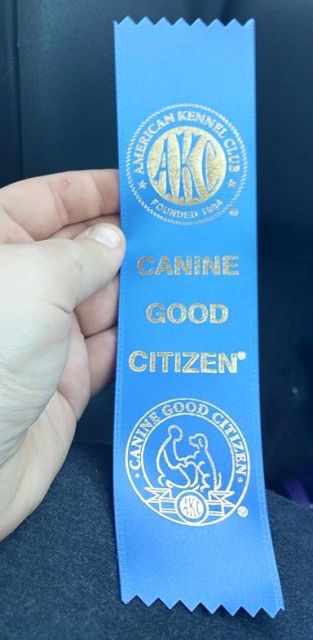 AMERICAN KENNEL CLUB
AKC
FOUNDED 1884
®
CANINE
GOOD
CITIZEN®
CANINE GOOD CITIZEN
AKC
®